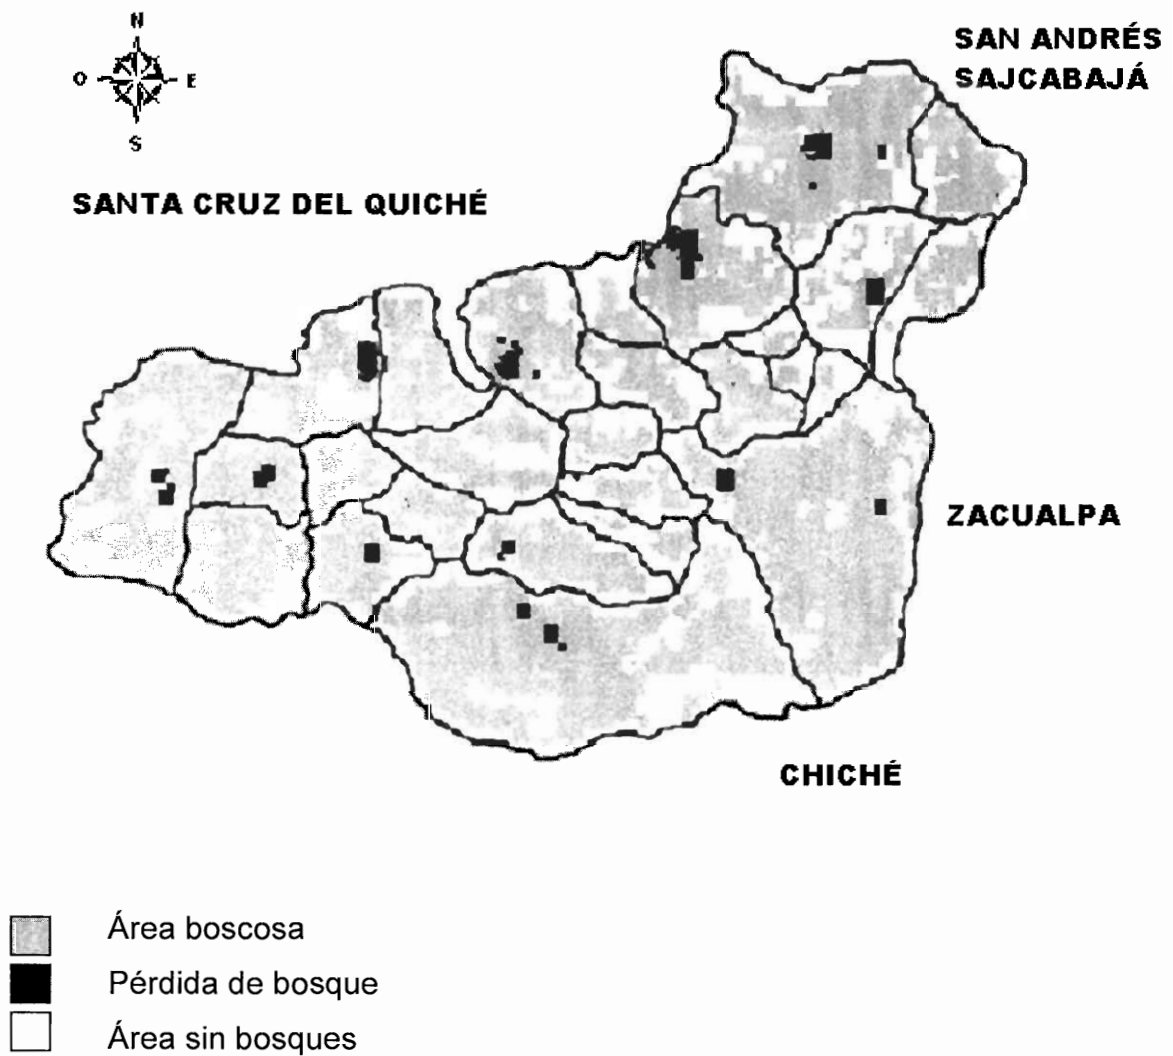 N
O E
S
SAN ANDRÉS
SAJCABAJÁ
SANTA CRUZ DEL QUICHÉ
ZACUALPA
CHICHÉ
Área boscosa
Pérdida de bosque
Área sin bosques